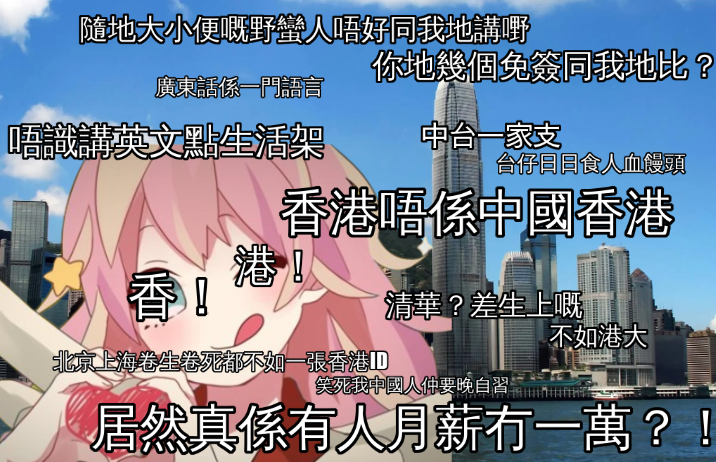 隨地大小便嘅野蠻人唔好同我地講嘢
你地幾個免簽同我地比？
廣東話係一門語言
唔識講英文點生活架
中台一家支
台仔日日食人血饅頭
香港唔係中國香港
港！
香！
清華？差生上嘅
不如港大
北京上海卷生卷死都不如一張香港ID
笑死我中國人仲要晚自習
居然真係有人月薪冇一萬？！